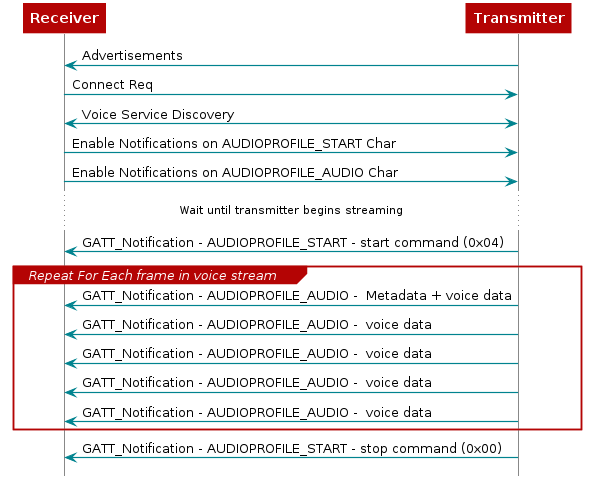 Receiver
Transmitter
Advertisements
Connect Req
Voice Service Discovery
Enable Notifications on AUDIOPROFILE_START Char
Enable Notifications on AUDIOPROFILE_AUDIO Char
Wait until transmitter begins streaming
GATT_Notification - AUDIOPROFILE_START - start command (0x04)
Repeat For Each frame in voice stream
GATT_Notification - AUDIOPROFILE_AUDIO -  Metadata + voice data
GATT_Notification - AUDIOPROFILE_AUDIO -  voice data
GATT_Notification - AUDIOPROFILE_AUDIO -  voice data
GATT_Notification - AUDIOPROFILE_AUDIO -  voice data
GATT_Notification - AUDIOPROFILE_AUDIO -  voice data
GATT_Notification - AUDIOPROFILE_START - stop command (0x00)